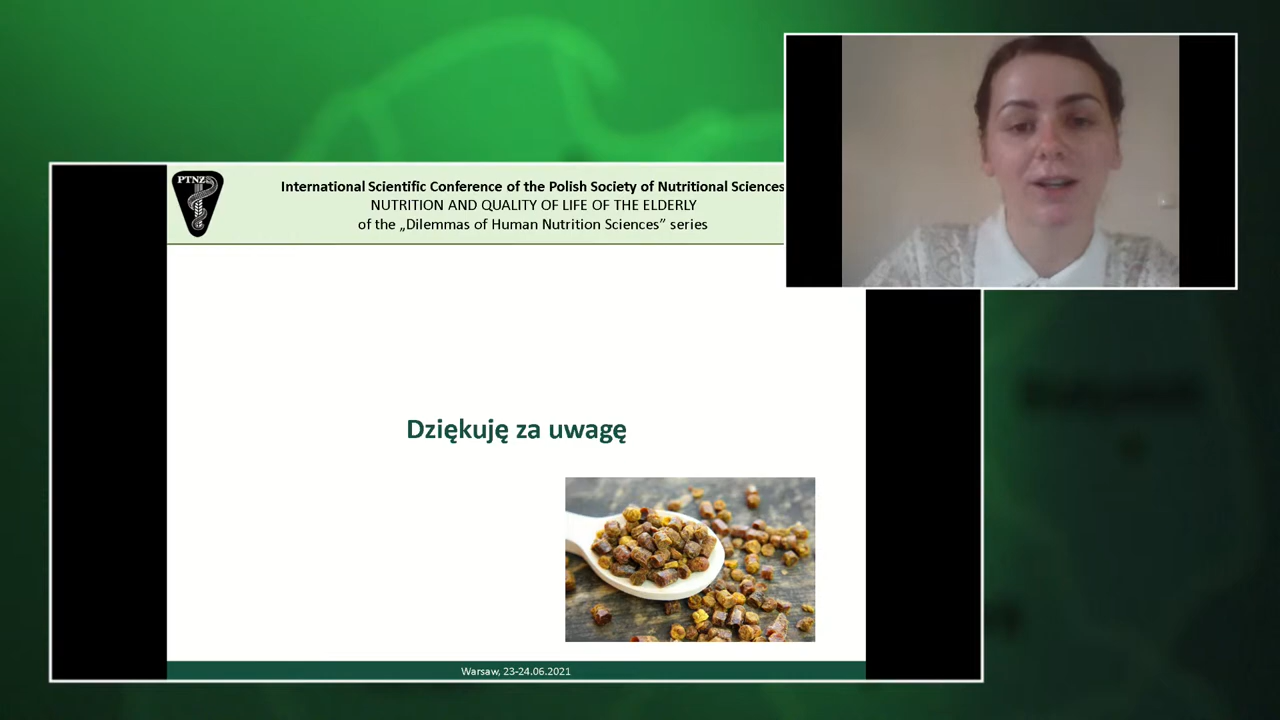 PTNZ
International Scientific Conference of the Polish Society of Nutritional Sciences
NUTRITION AND QUALITY OF LIFE OF THE ELDERLY
of the „Dilemmas of Human Nutrition Sciences” series
Dziękuję za uwagę
Warsaw, 23-24.06.2021